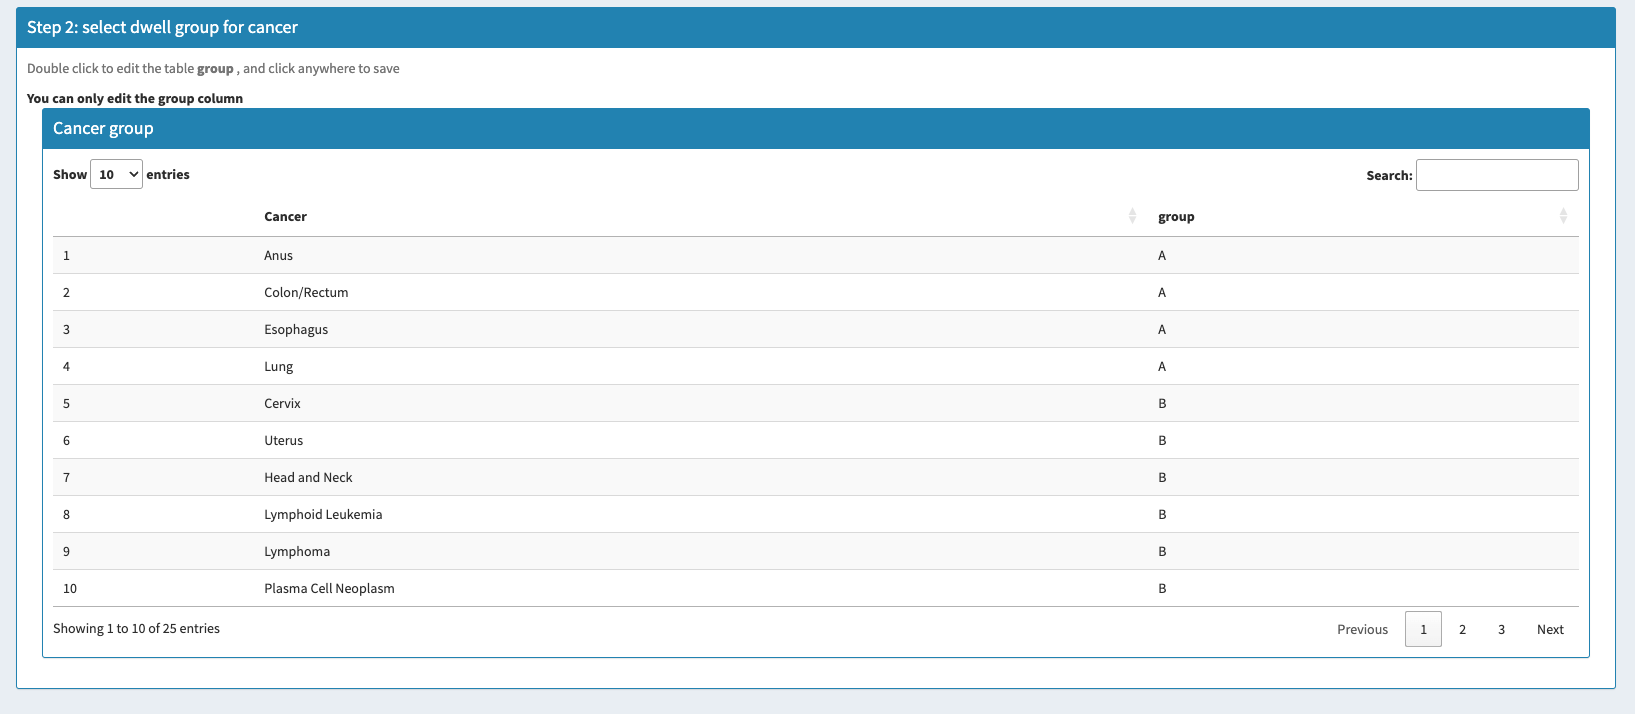 Step 2: select dwell group for cancer
Double click to edit the table group , and click anywhere to save
You can only edit the group column
Cancer group
Show 10 entries
Search:
Cancer group
1 Anus A
2 Colon/Rectum A
3 Esophagus A
4 Lung A
5 Cervix B
6 Uterus B
7 Head and Neck B
8 Lymphoid Leukemia B
9 Lymphoma B
10 Plasma Cell Neoplasm B
Showing 1 to 10 of 25 entries
Previous 1 2 3 Next